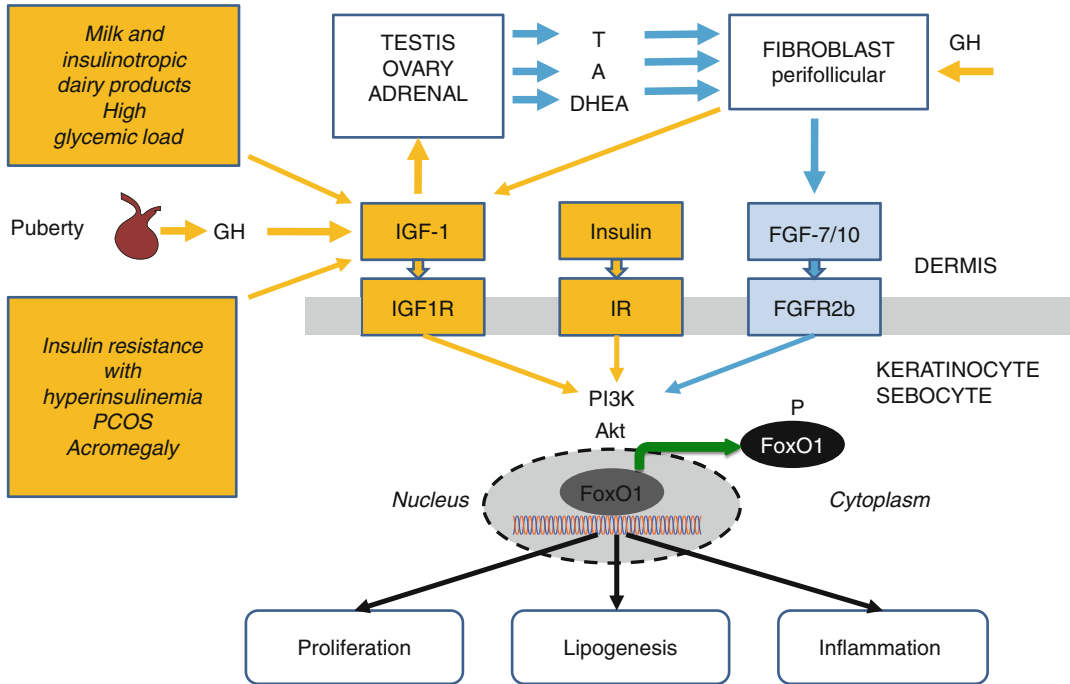 Milk and
insulinotropic
dairy products
High
glycemic load
TESTIS
OVARY
ADRENAL
T
A
DHEA
FIBROBLAST
perifollicular
GH
Puberty
GH
IGF-1
Insulin
FGF-7/10
DERMIS
IGF1R
IR
FGFR2b
Insulin resistance
with
hyperinsulinemia
PCOS
Acromegaly
KERATINOCYTE
SEBOCYTE
PI3K
Akt
P
FoxO1
Nucleus
FoxO1
Cytoplasm
Proliferation
Lipogenesis
Inflammation